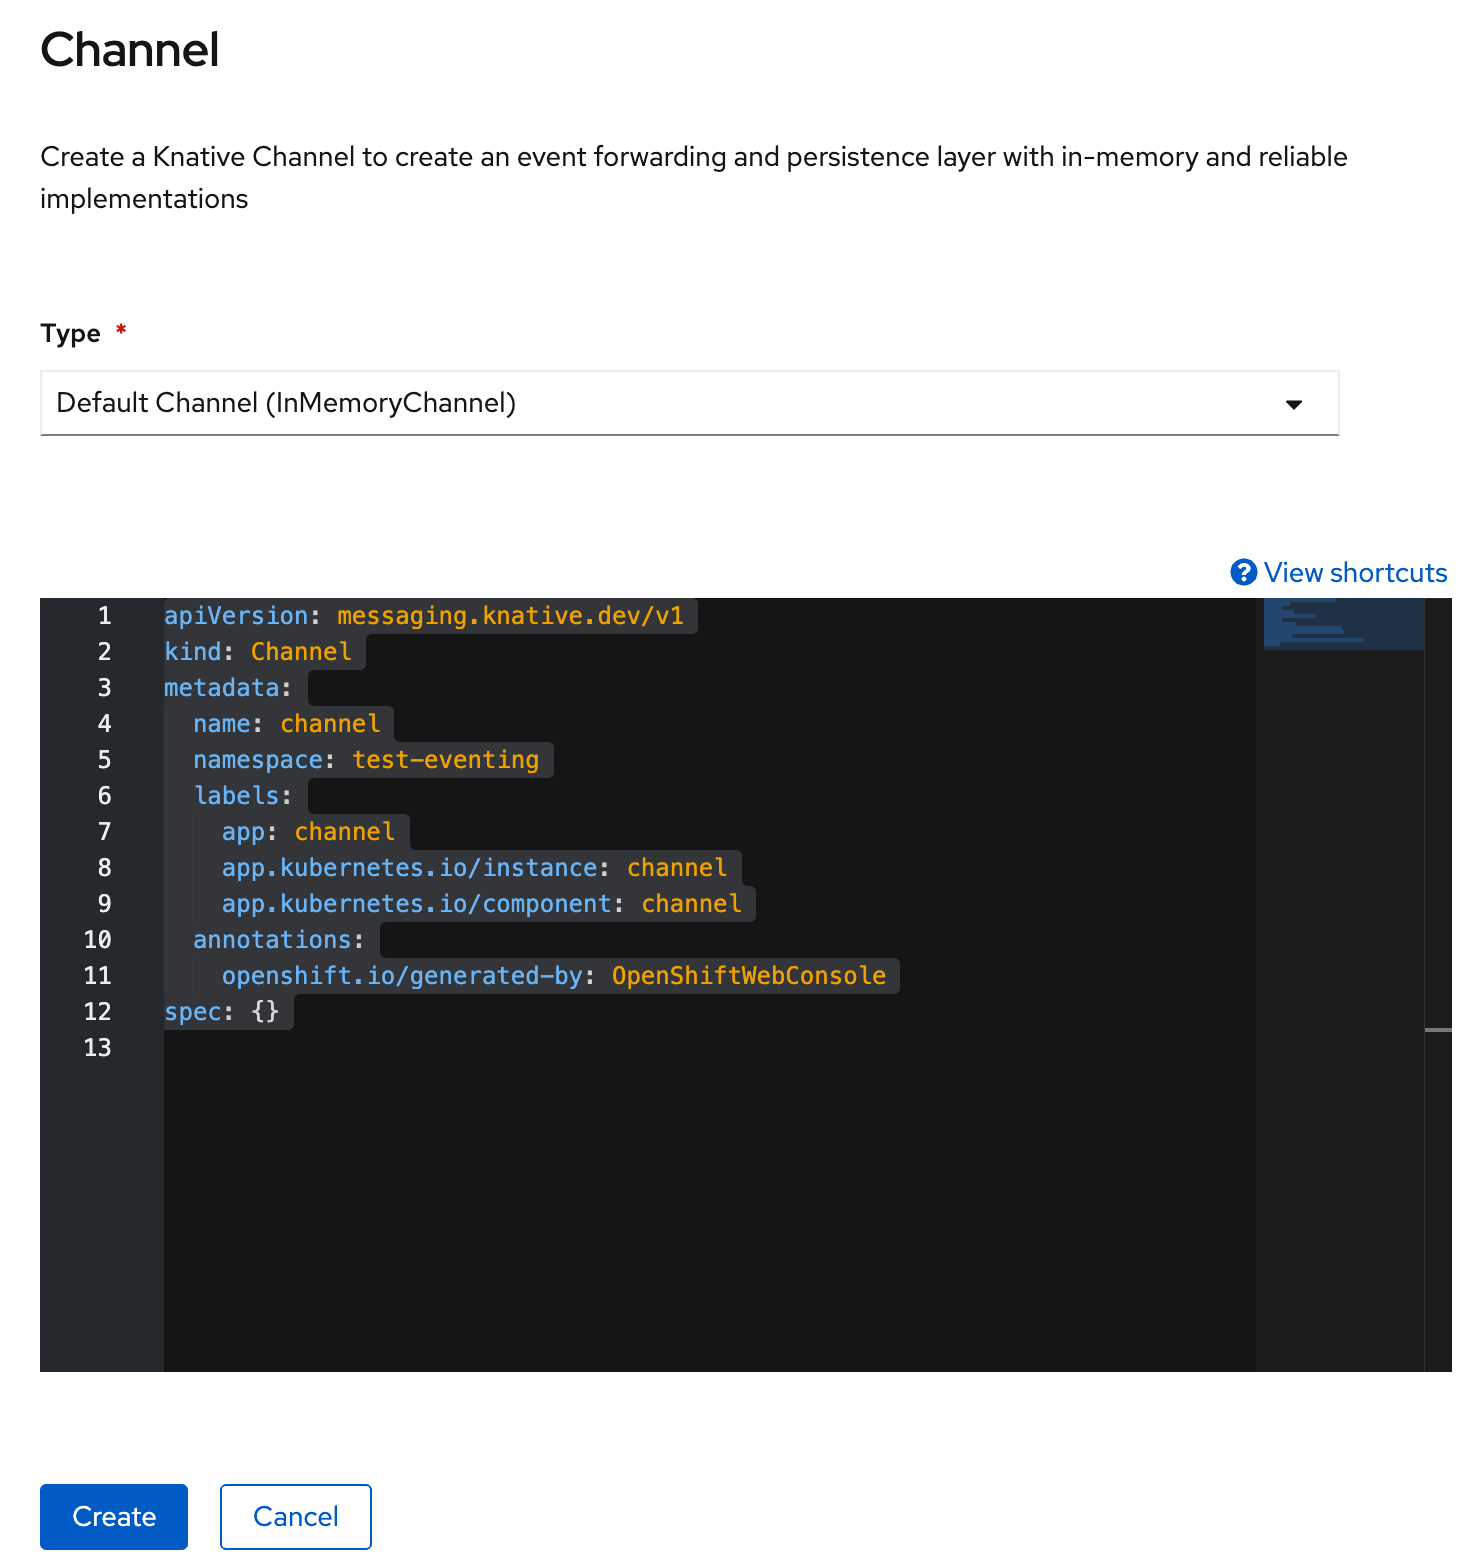 Channel
Create a Knative Channel to create an event forwarding and persistence layer with in-memory and reliable
implementations
Type *
Default Channel (InMemoryChannel)
View shortcuts
1 apiVersion: messaging.knative.dev/v1
2 kind: Channel
3 metadata:
4   name: channel
5   namespace: test-eventing
6   labels:
7     app: channel
8     app.kubernetes.io/instance: channel
9     app.kubernetes.io/component: channel
10   annotations:
11     openshift.io/generated-by: OpenShiftWebConsole
12 spec: {}
13
Create Cancel